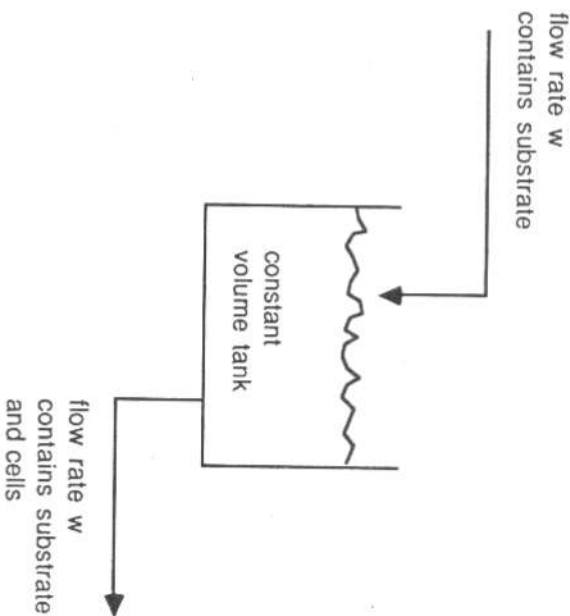 flow rate w
contains substrate
constant
volume tank
flow rate w
contains substrate
and cells